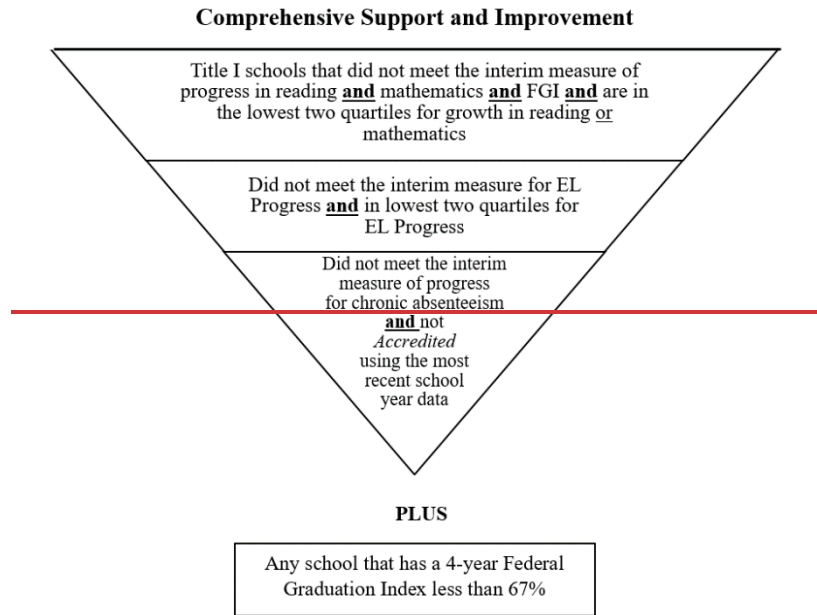 Comprehensive Support and Improvement
Title I schools that did not meet the interim measure of
progress in reading and mathematics and FGI and are in
the lowest two quartiles for growth in reading or
mathematics
Did not meet the interim measure for EL
Progress and in lowest two quartiles for
EL Progress
Did not meet the interim
measure of progress
for chronic absenteeism
and not
Accredited
using the most
recent school
year data
PLUS
Any school that has a 4-year Federal
Graduation Index less than 67%